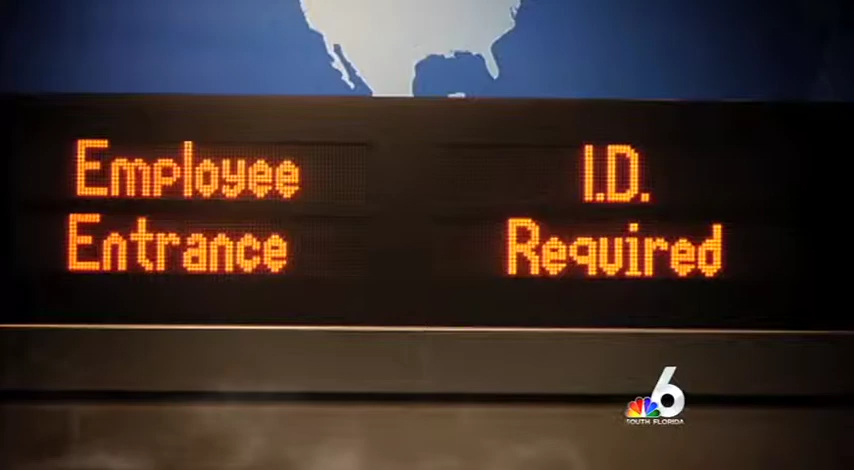 Employee
Entrance
I.D.
Required
6
SOUTH FLORIDA